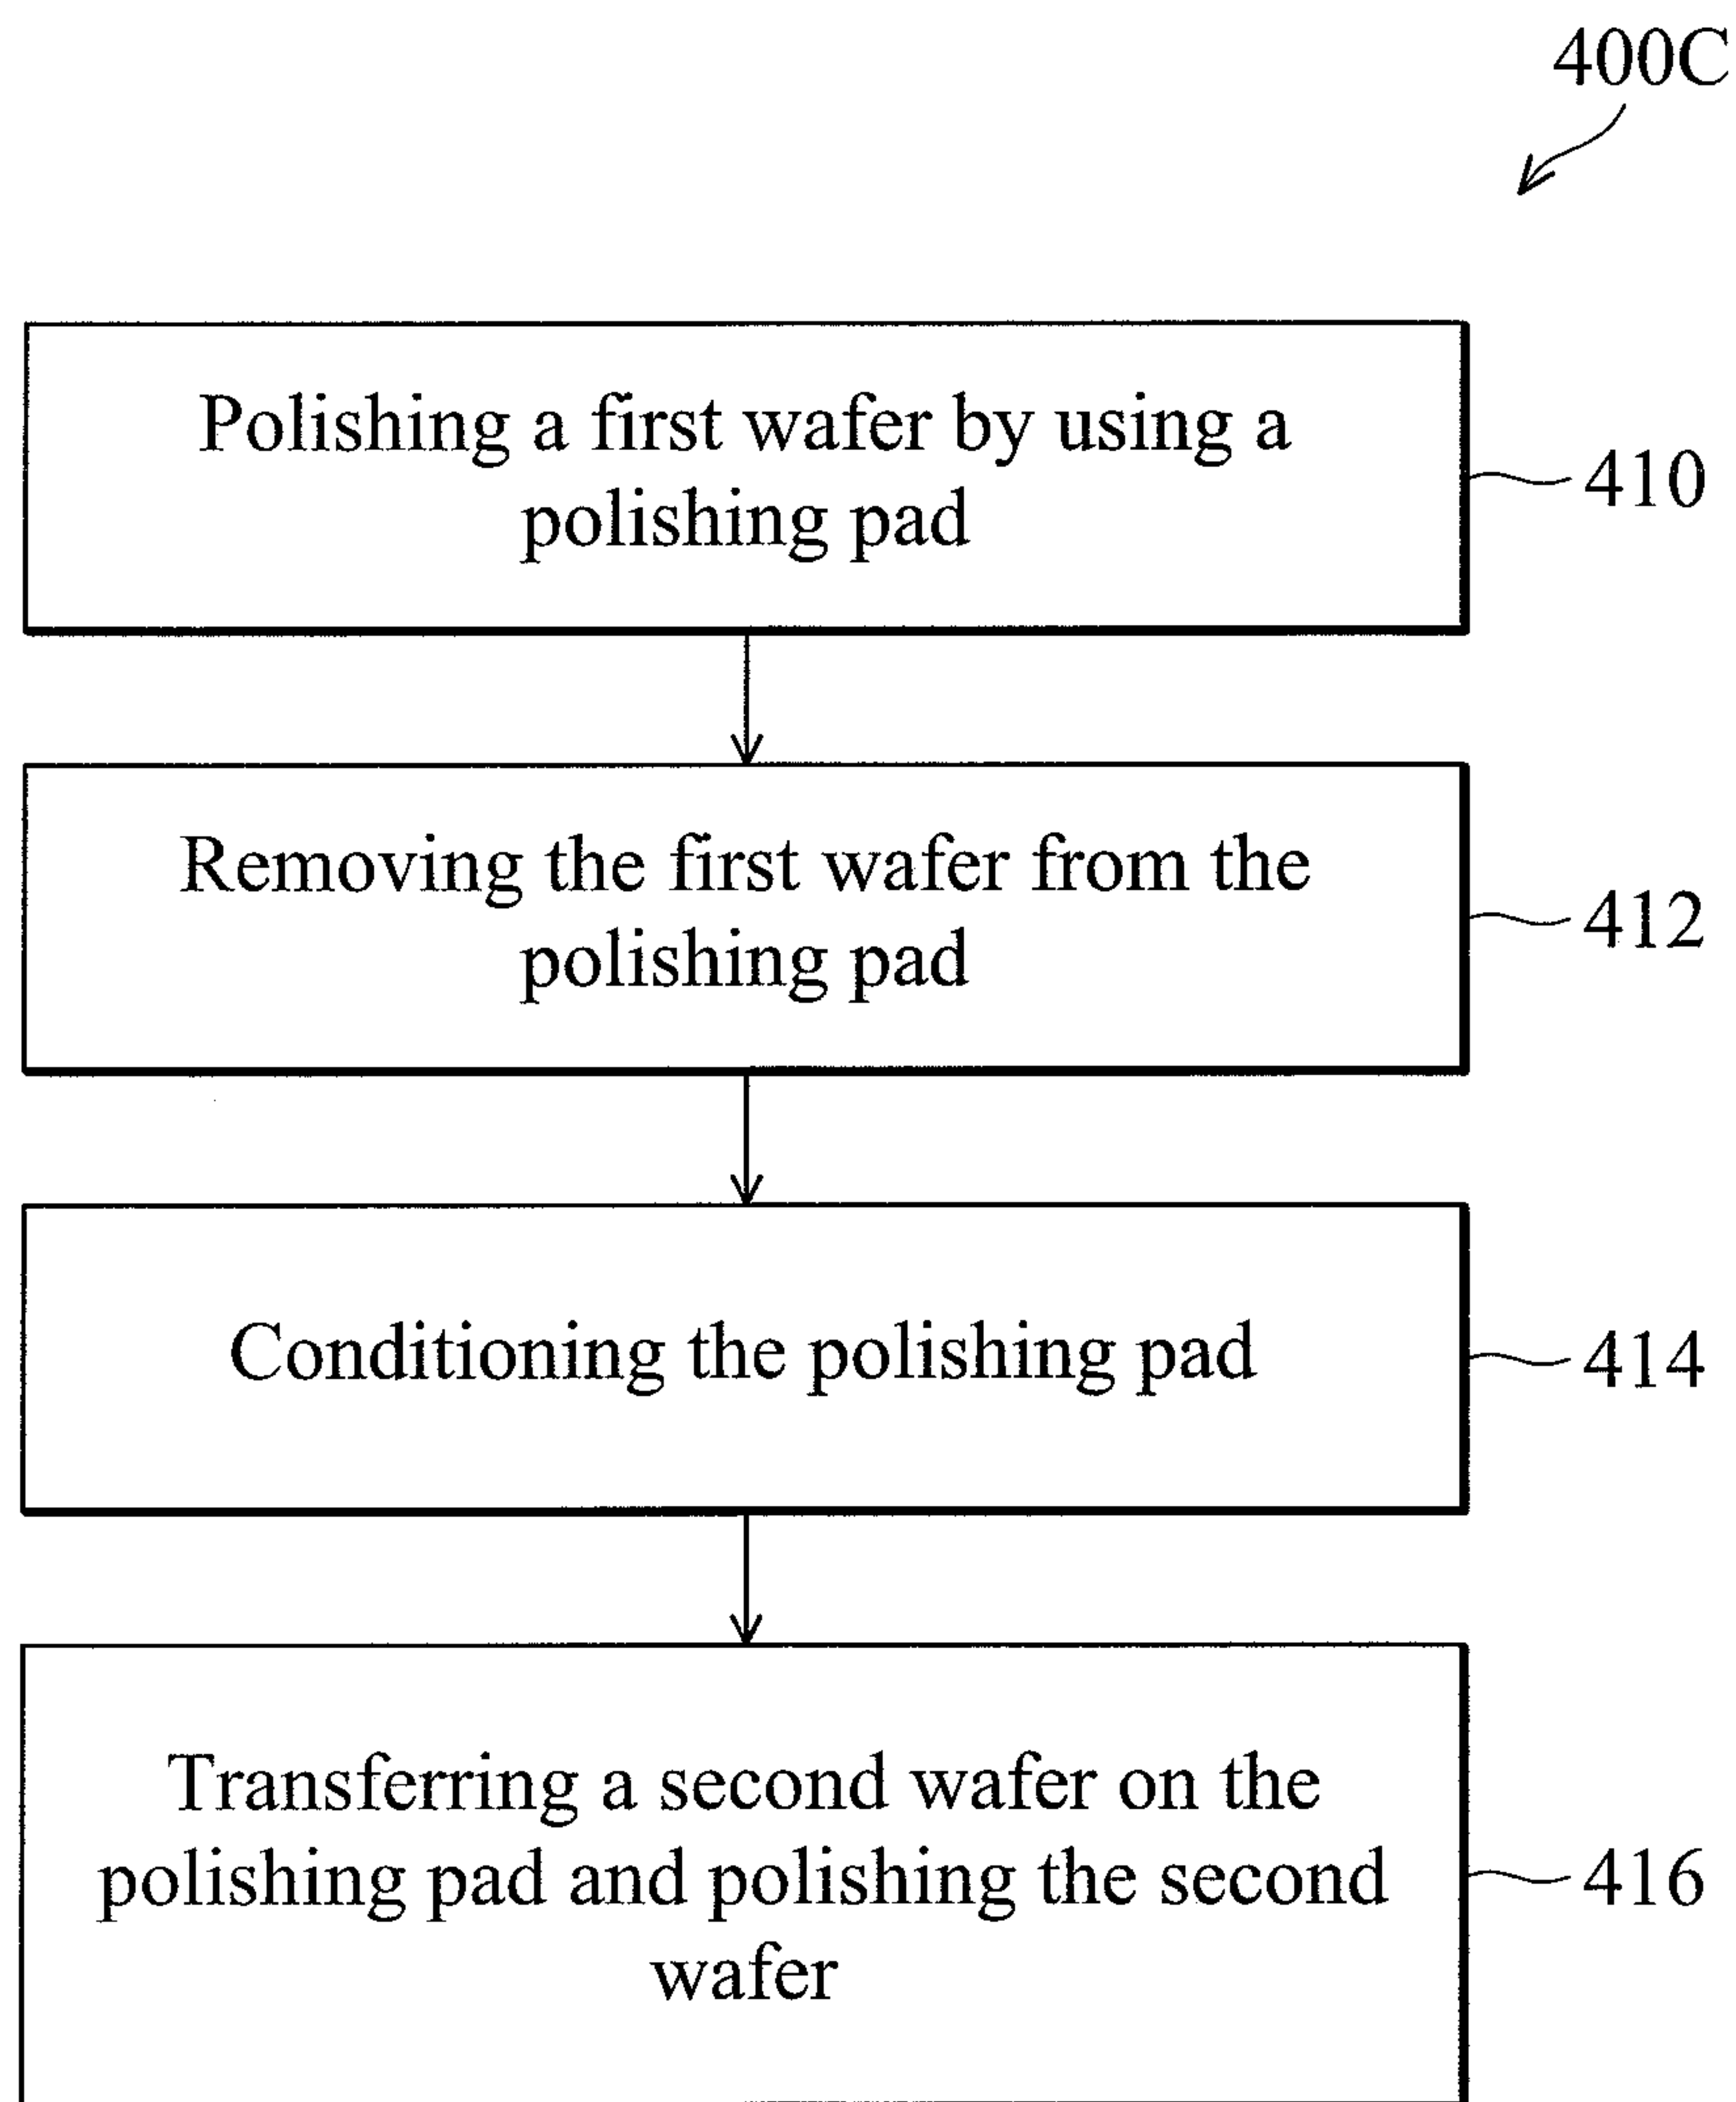 400C
Polishing a first wafer by using a
polishing pad
410
Removing the first wafer from the
polishing pad
412
Conditioning the polishing pad
414
Transferring a second wafer on the
polishing pad and polishing the second
wafer
416